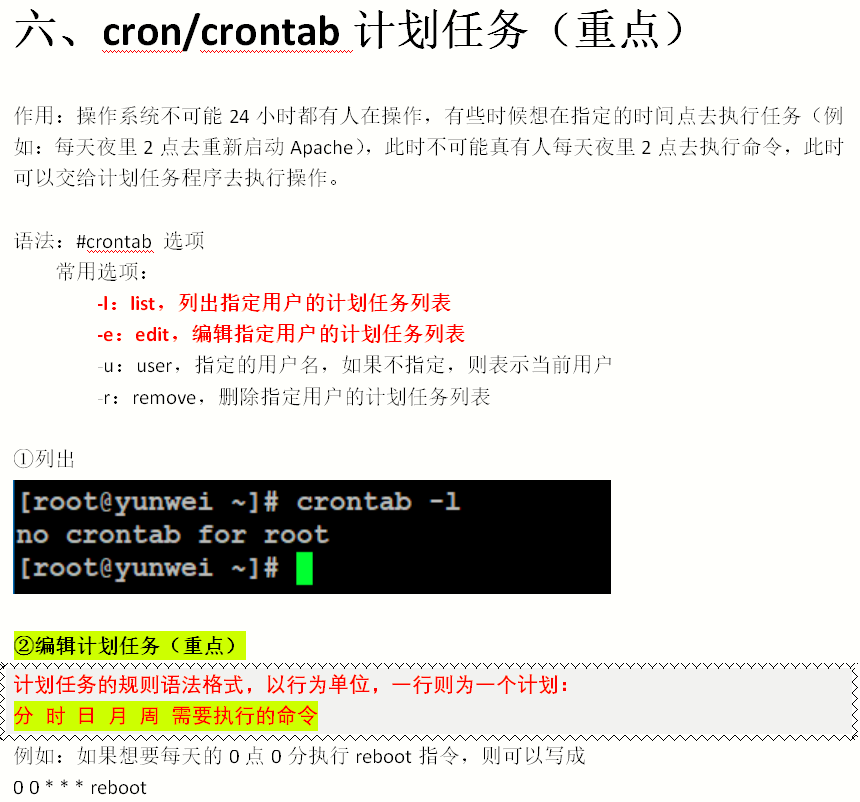 六、cron/crontab 计划任务（重点）
作用：操作系统不可能 24 小时都有人在操作，有些时候想在指定的时间点去执行任务（例
如：每天夜里 2 点去重新启动 Apache），此时不可能真有人每天夜里 2 点去执行命令，此时
可以交给计划任务程序去执行操作。
语法：#crontab 选项
常用选项：
-l：list，列出指定用户的计划任务列表
-e：edit，编辑指定用户的计划任务列表
-u：user，指定的用户名，如果不指定，则表示当前用户
-r：remove，删除指定用户的计划任务列表
①列出
[root@yunwei ~]# crontab -l
no crontab for root
[root@yunwei ~]#
②编辑计划任务（重点）
计划任务的规则语法格式，以行为单位，一行则为一个计划：
分 时 日 月 周 需要执行的命令
例如：如果想要每天的 0 点 0 分执行 reboot 指令，则可以写成
0 0 * * * reboot